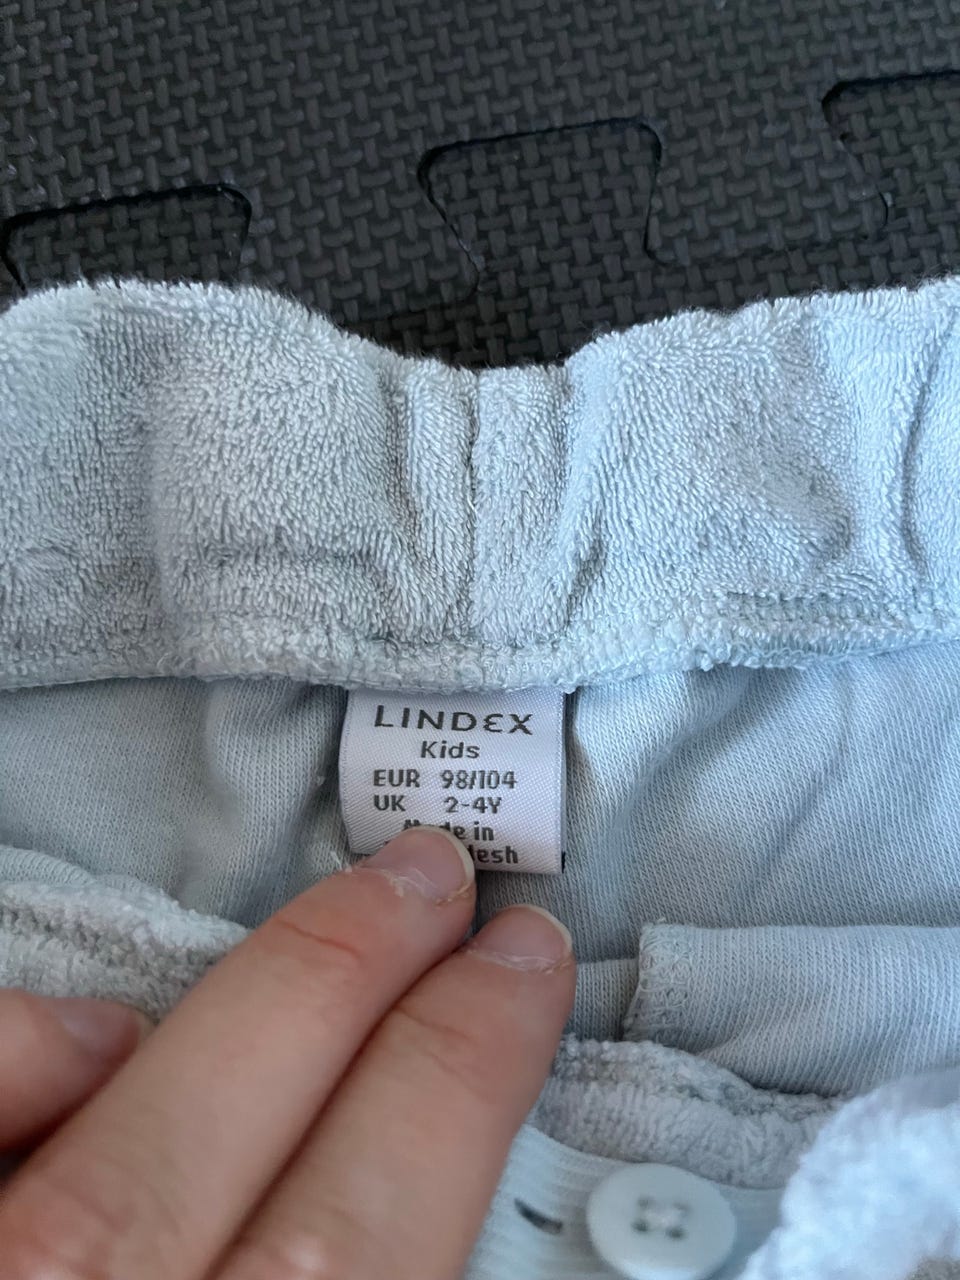 LINDEX
Kids
EUR 98/104
UK 2-4Y
Made in